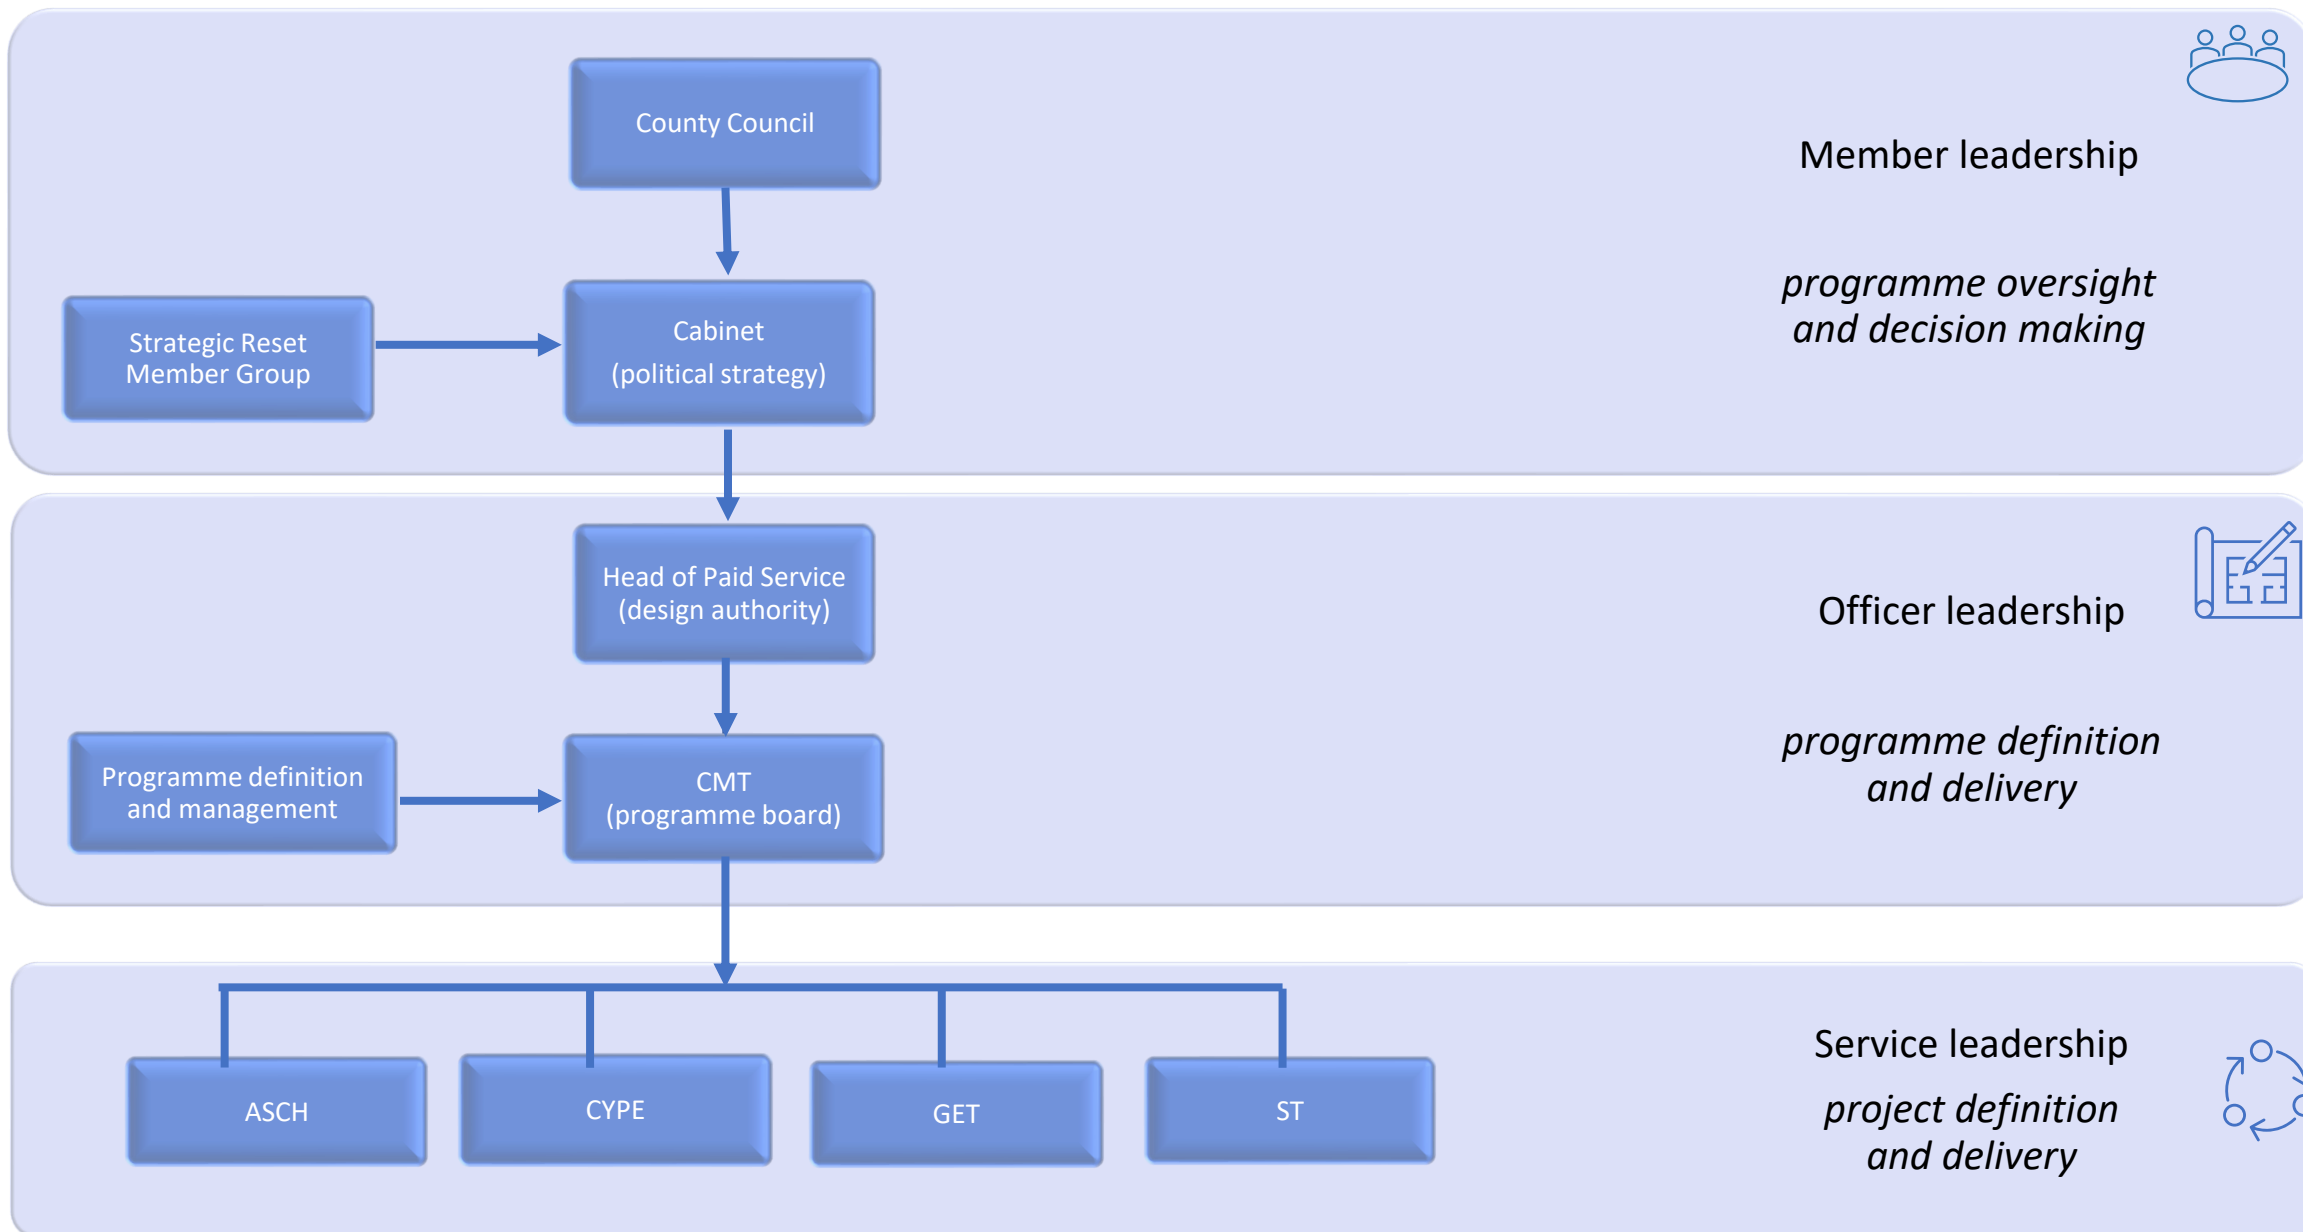 County Council
Member leadership
programme oversight
and decision making
Strategic Reset
Member Group
Cabinet
(political strategy)
Head of Paid Service
(design authority)
Officer leadership
programme definition
and delivery
Programme definition
and management
CMT
(programme board)
Service leadership
project definition
and delivery
ASCH
CYPE
GET
ST